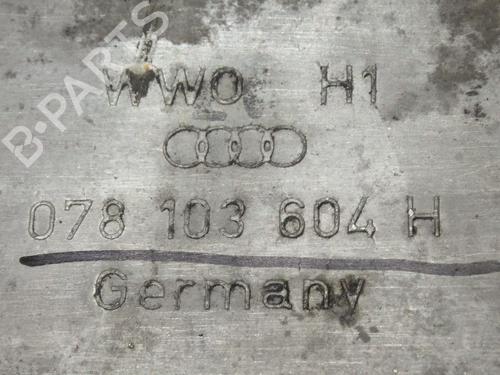 B-PARTS
WWO H1
078 103 604 H
Germany